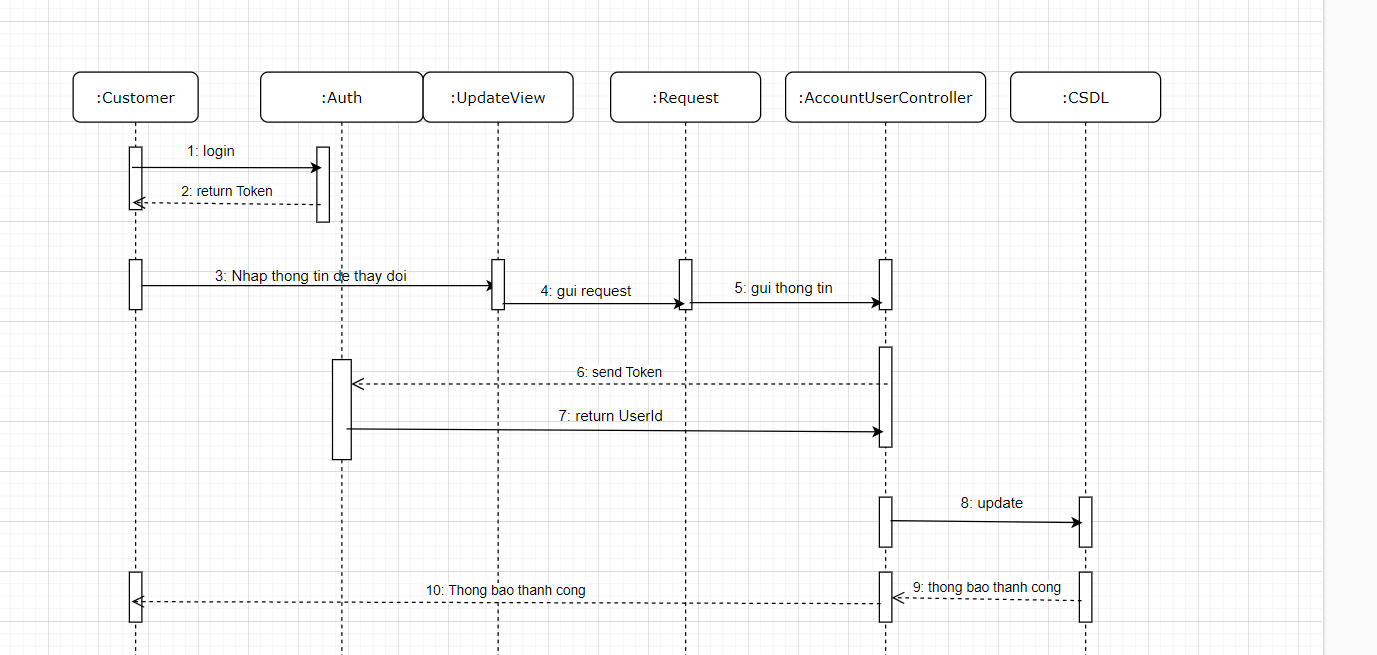 :Customer
:Auth
:UpdateView
:Request
:AccountUserController
:CSDL
1: login
2: return Token
3: Nhap thong tin de thay doi
4: gui request
5: gui thong tin
6: send Token
7: return UserId
8: update
9: thong bao thanh cong
10: Thong bao thanh cong